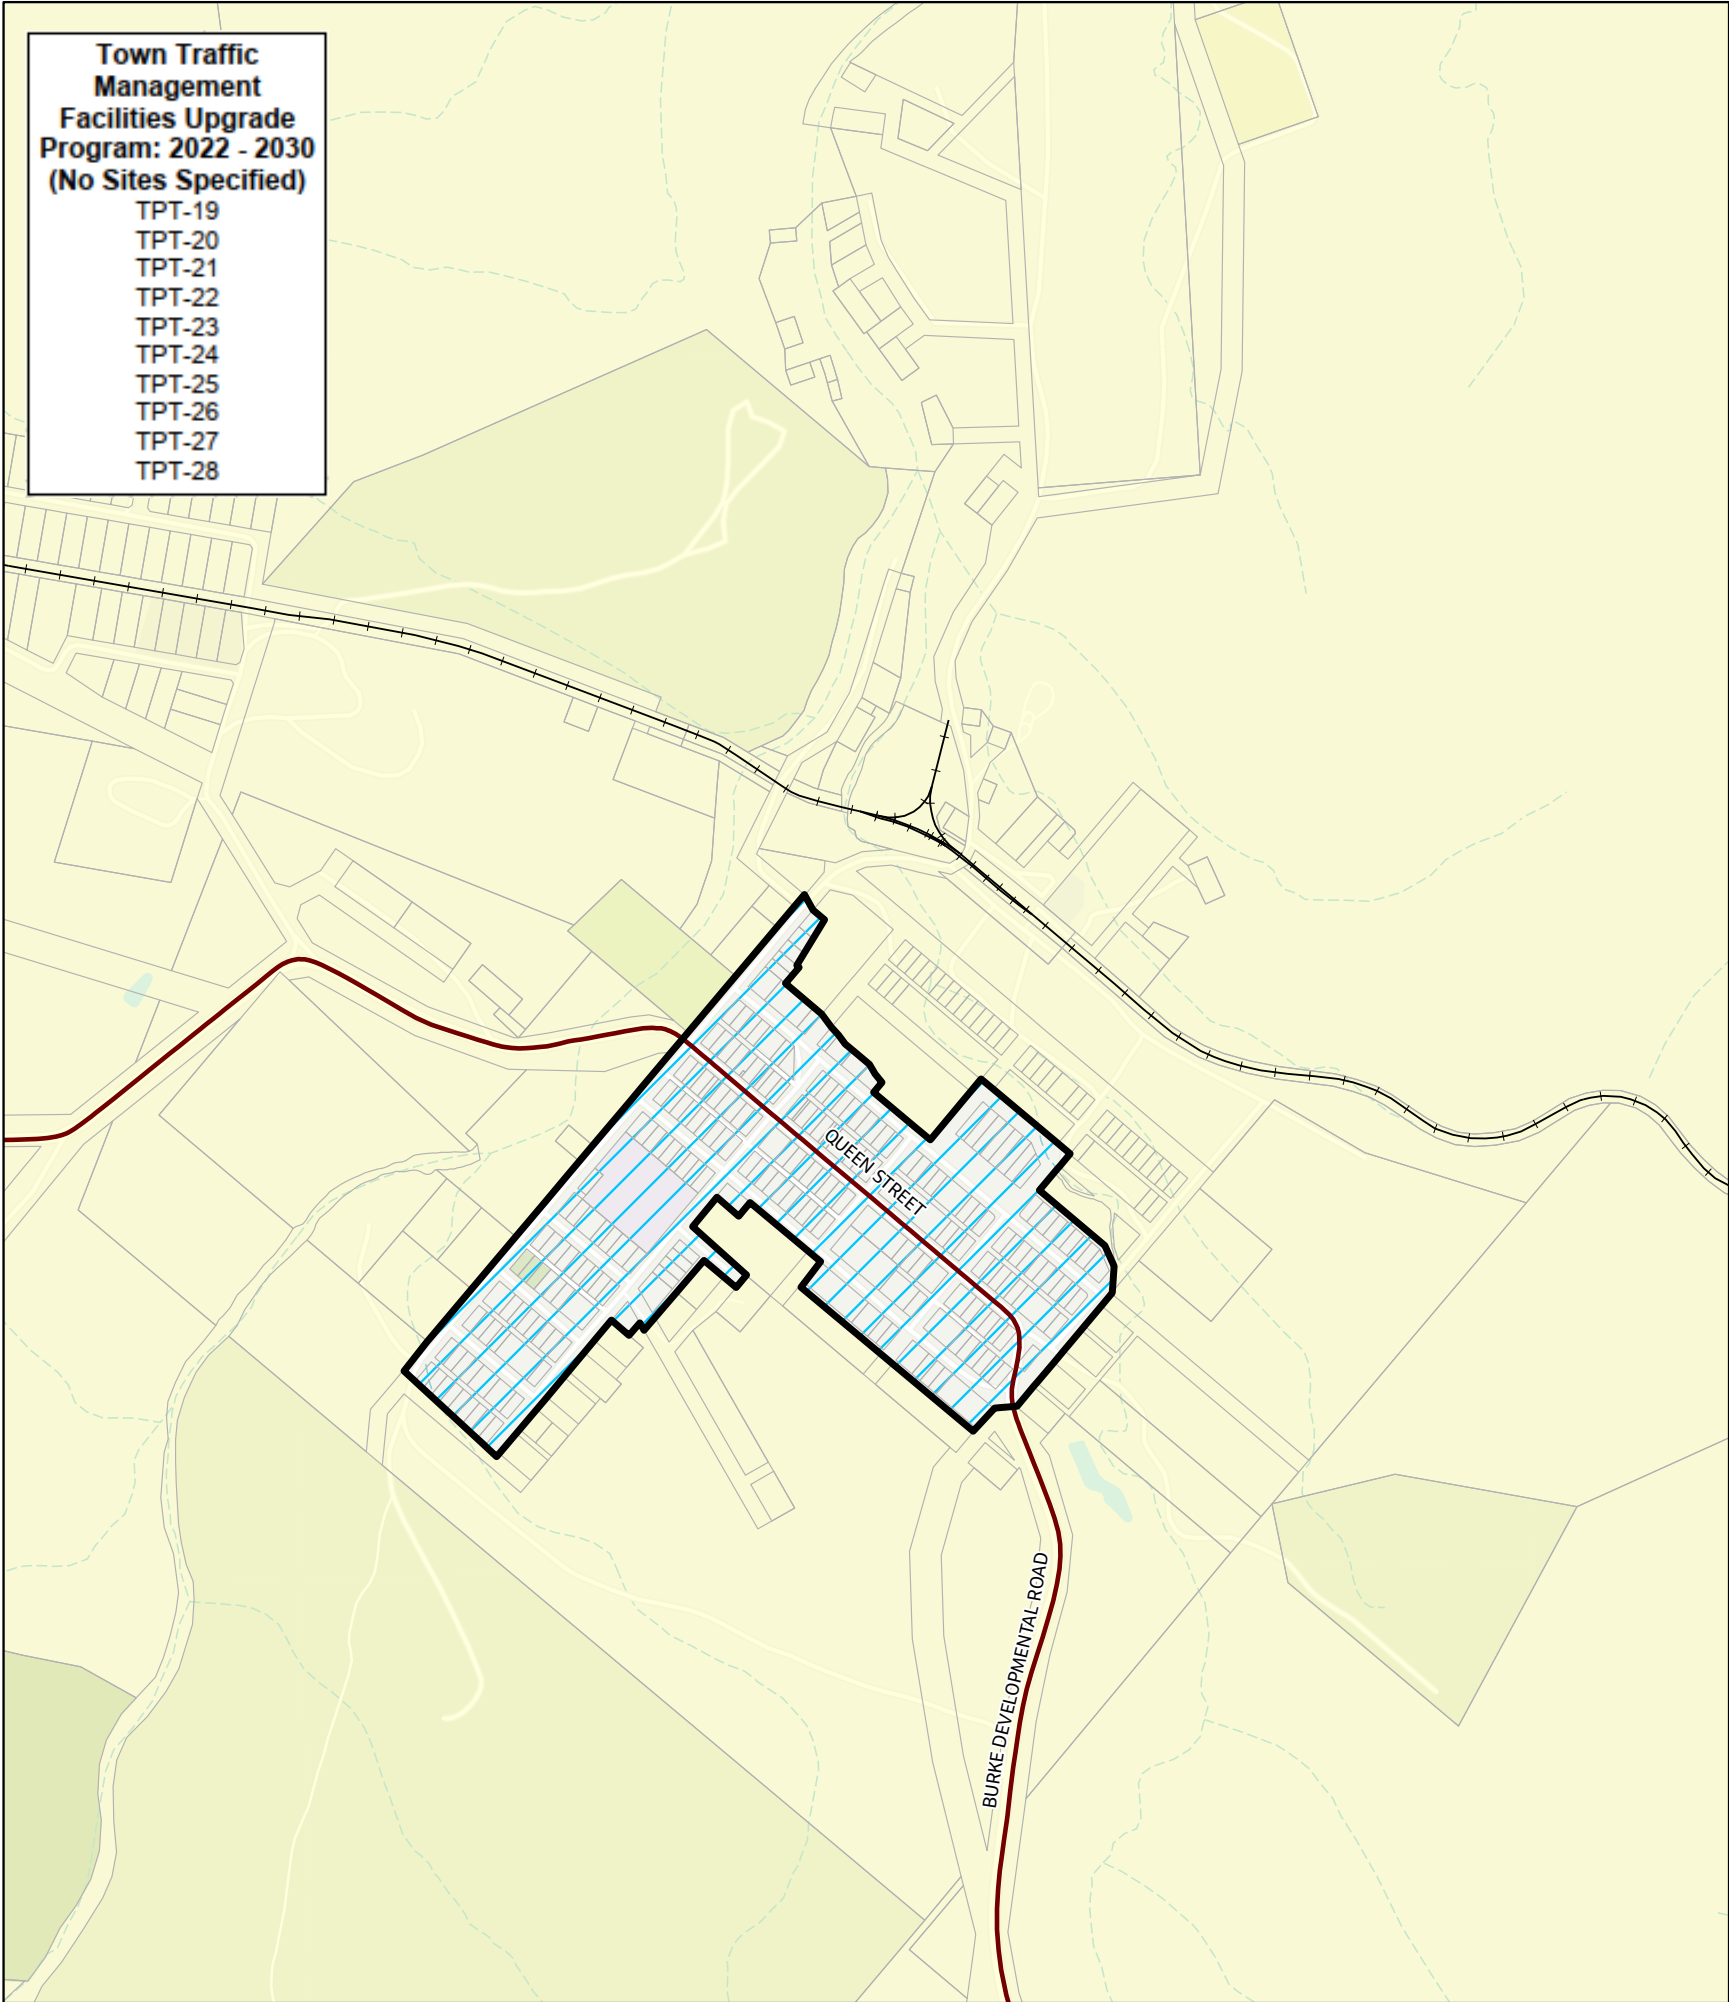 Town Traffic
Management
Facilities Upgrade
Program: 2022 - 2030
(No Sites Specified)
TPT-19
TPT-20
TPT-21
TPT-22
TPT-23
TPT-24
TPT-25
TPT-26
TPT-27
TPT-28
QUEEN STREET
BURKE DEVELOPMENTAL ROAD